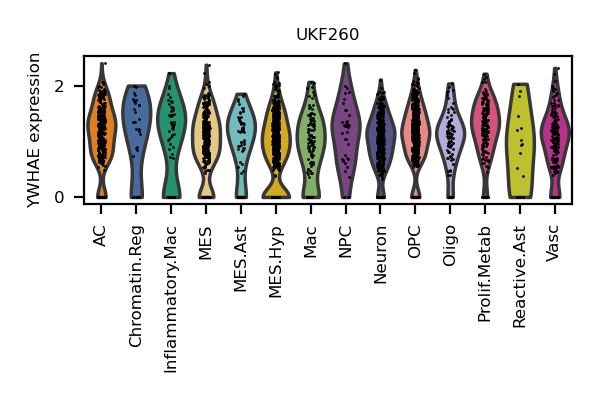 UKF260
YWHAE expression
2
0
AC
Chromatin.Reg
Inflammatory.Mac
MES
MES.Ast
MES.Hyp
Mac
NPC
Neuron
OPC
Oligo
Prolif.Metab
Reactive.Ast
Vasc